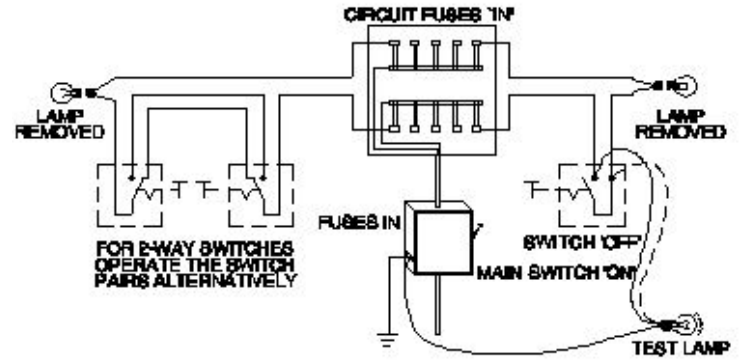 CIRCUIT FUSES "IN"
LAMP
REMOVED
LAMP
REMOVED
FUSES IN
SWITCH 'OFF'
FOR 2-WAY SWITCHES
OPERATE THE SWITCH
PAIRS ALTERNATIVELY
MAIN SWITCH "ON"
TEST LAMP